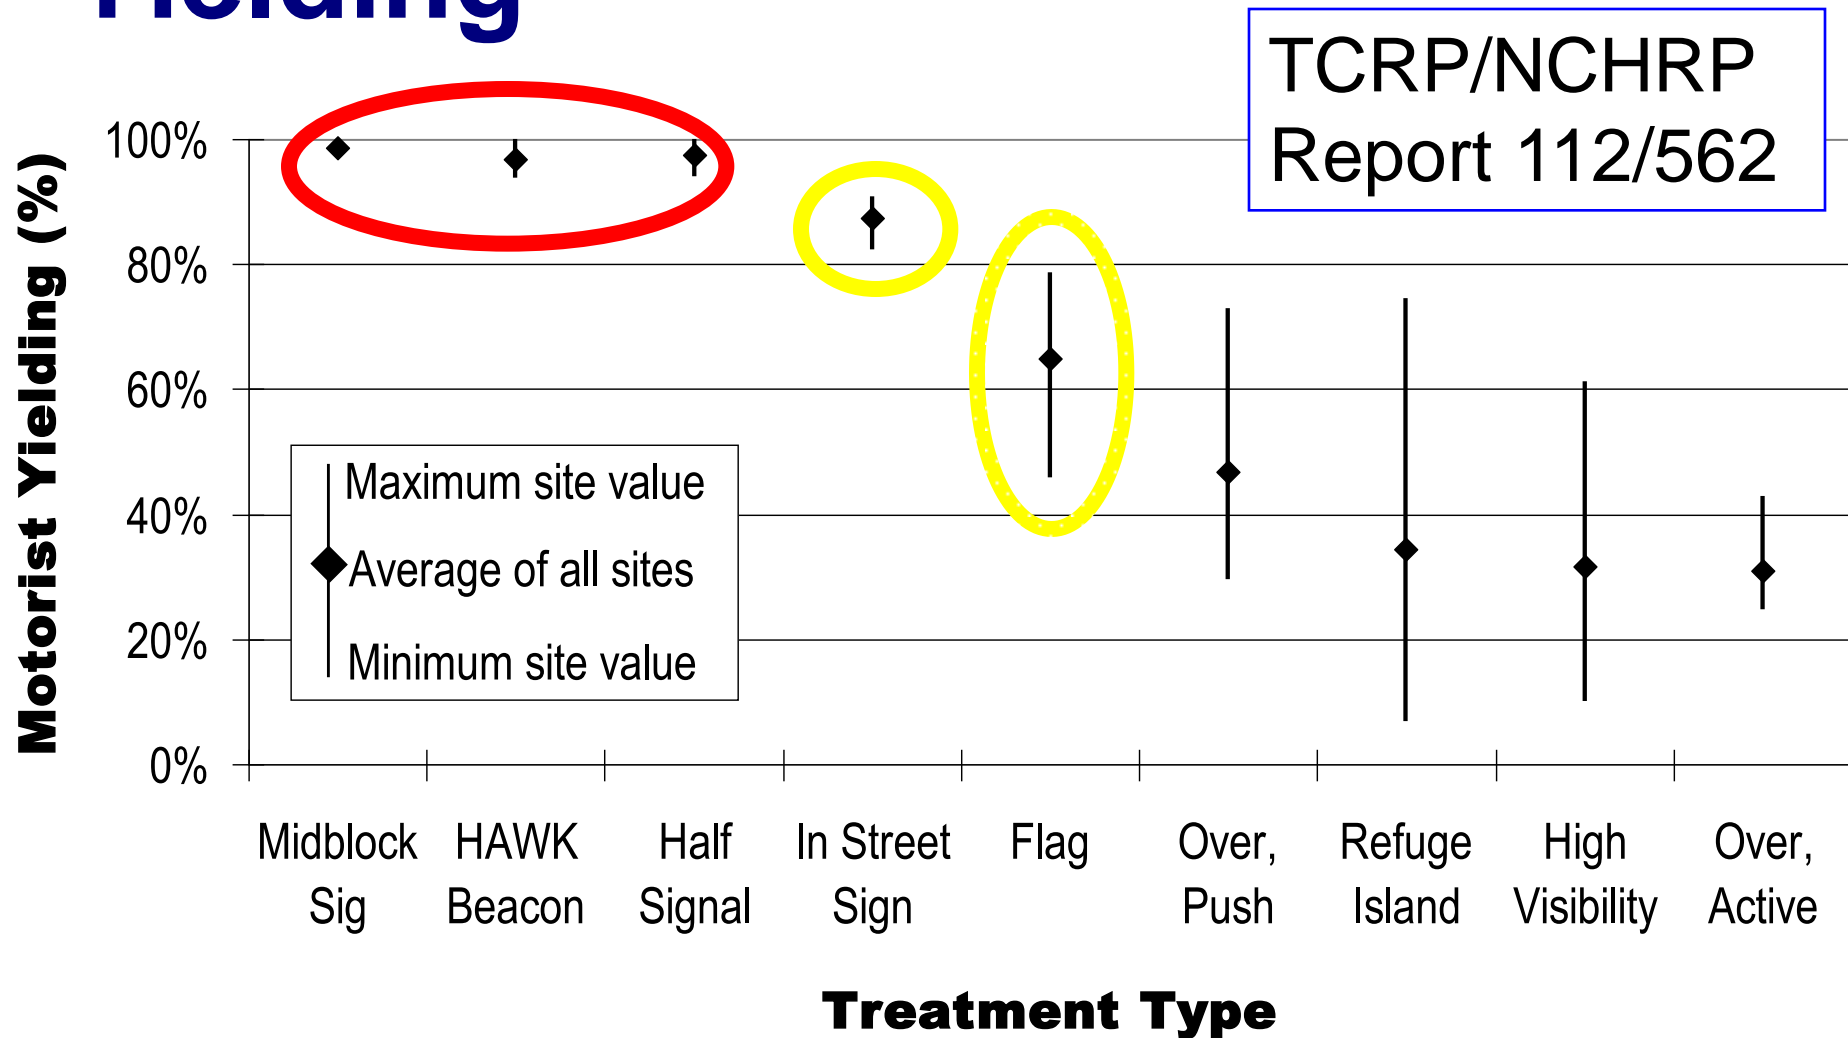 TCRP/NCHRP
Report 112/562
Motorist Yielding (%)
100%
80%
60%
40%
20%
0%
Maximum site value
Average of all sites
Minimum site value
Midblock Sig
HAWK Beacon
Half Signal
In Street Sign
Flag
Over, Push
Refuge Island
High Visibility
Over, Active
Treatment Type